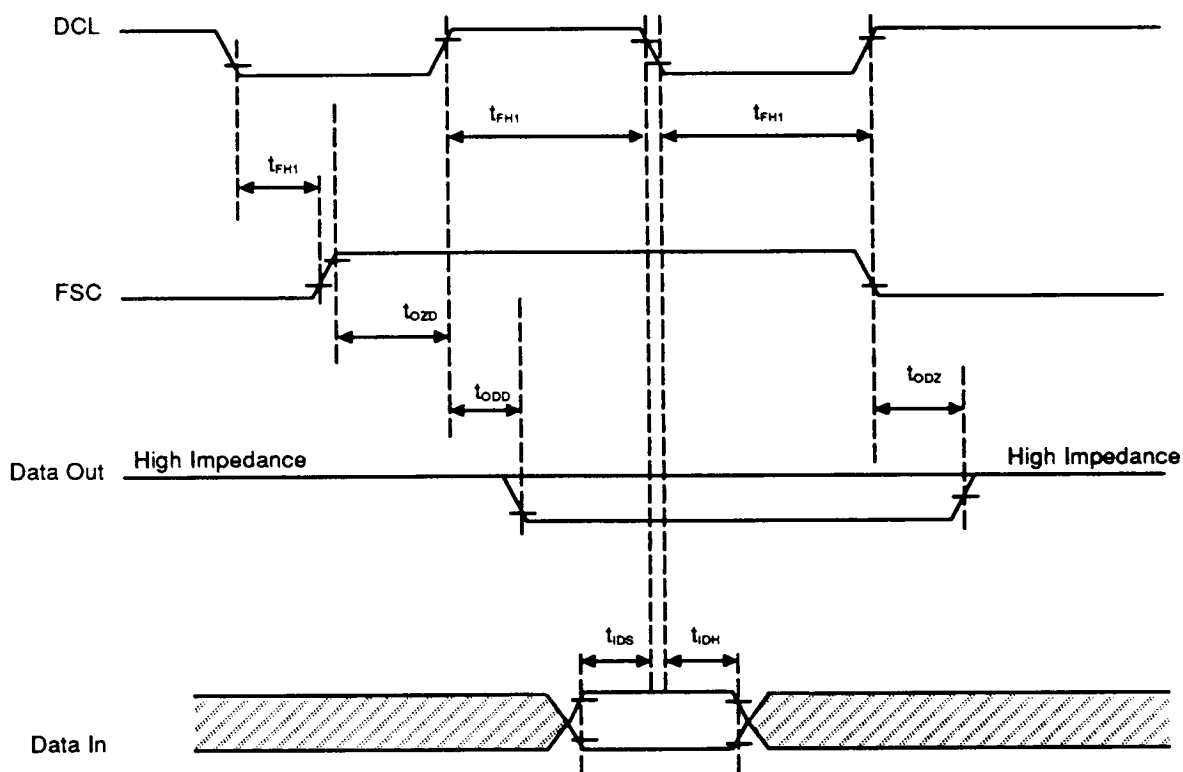 DCL
tFH1
tFH1
tFH1
FSC
tOZD
tODD
tODZ
Data Out
High Impedance
High Impedance
tIDS
tIDH
Data In